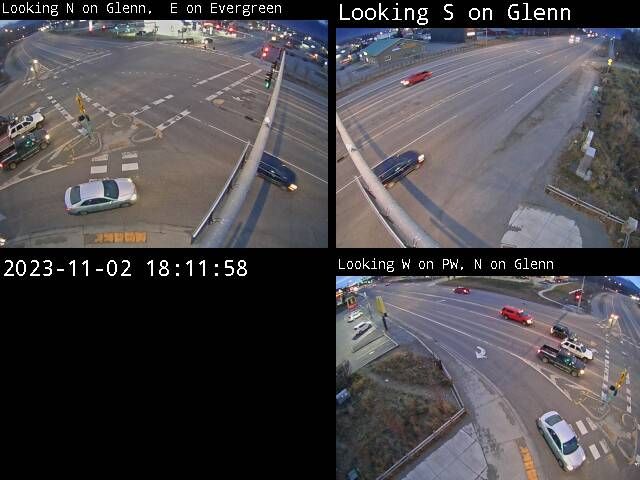 Looking N on Glenn, E on Evergreen
Looking S on Glenn
2023-11-02 18:11:58
Looking W on PW, N on Glenn